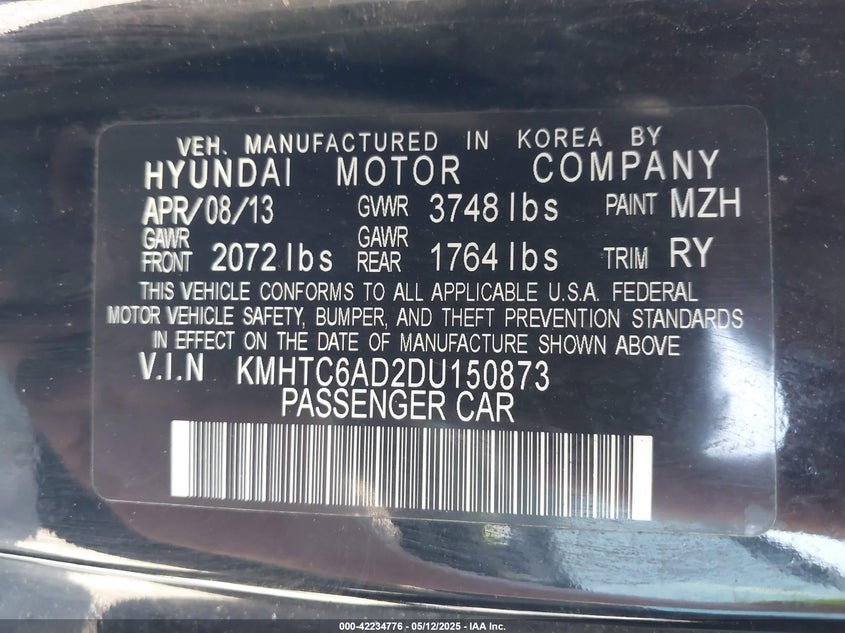 VEH. MANUFACTURED IN KOREA BY
HYUNDAI MOTOR COMPANY
APR/08/13 GVWR 3748 lbs PAINT MZH
GAWR FRONT 2072 lbs GAWR REAR 1764 lbs TRIM RY
THIS VEHICLE CONFORMS TO ALL APPLICABLE U.S.A. FEDERAL
MOTOR VEHICLE SAFETY, BUMPER, AND THEFT PREVENTION STANDARDS
IN EFFECT ON THE DATE OF MANUFACTURE SHOWN ABOVE
V.I.N KMHTC6AD2DU150873
PASSENGER CAR
000-42234776 - 05/12/2025 - IAA Inc.